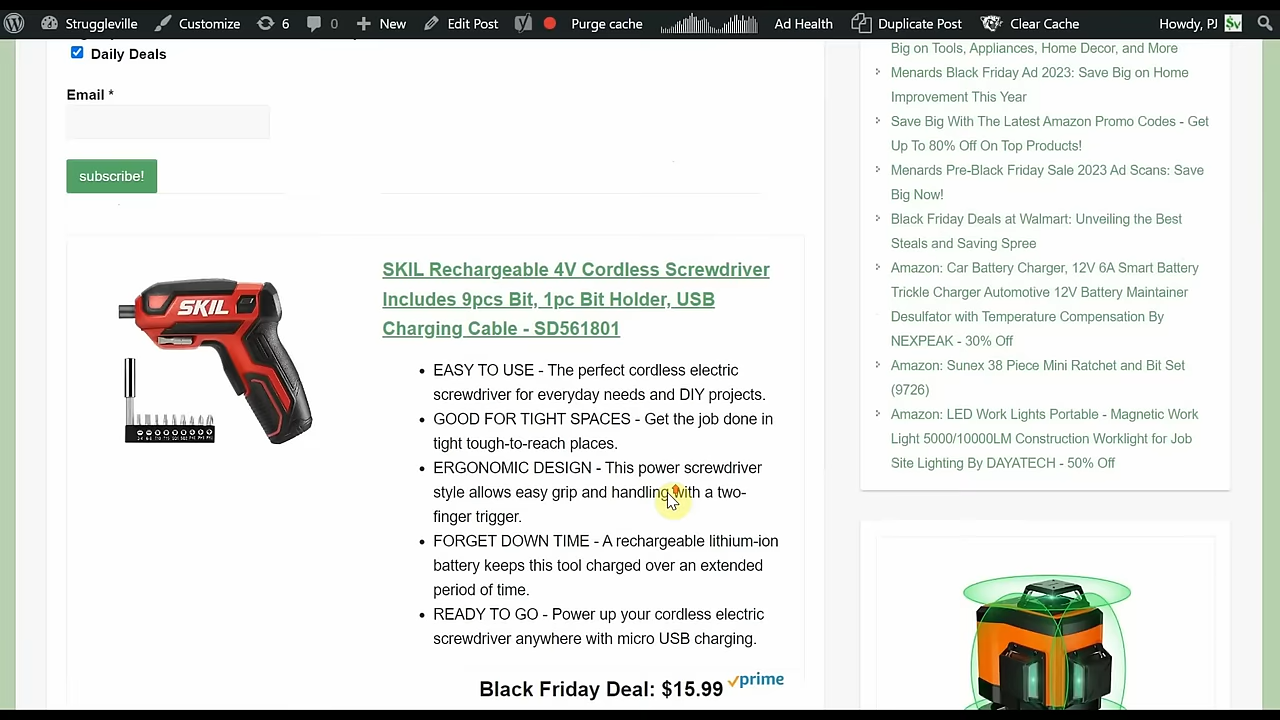 Struggleville Customize 6 0 New Edit Post Purge cache Ad Health Duplicate Post Clear Cache Howdy, PJ
Daily Deals
Email *
subscribe!
SKIL Rechargeable 4V Cordless Screwdriver
Includes 9pcs Bit, 1pc Bit Holder, USB
Charging Cable - SD561801
SKIL
EASY TO USE - The perfect cordless electric
screwdriver for everyday needs and DIY projects.
GOOD FOR TIGHT SPACES - Get the job done in
tight tough-to-reach places.
ERGONOMIC DESIGN - This power screwdriver
style allows easy grip and handling with a two-
finger trigger.
FORGET DOWN TIME - A rechargeable lithium-ion
battery keeps this tool charged over an extended
period of time.
READY TO GO - Power up your cordless electric
screwdriver anywhere with micro USB charging.
Black Friday Deal: $15.99 prime
Big on Tools, Appliances, Home Decor, and More
Menards Black Friday Ad 2023: Save Big on Home
Improvement This Year
Save Big With The Latest Amazon Promo Codes - Get
Up To 80% Off On Top Products!
Menards Pre-Black Friday Sale 2023 Ad Scans: Save
Big Now!
Black Friday Deals at Walmart: Unveiling the Best
Steals and Saving Spree
Amazon: Car Battery Charger, 12V 6A Smart Battery
Trickle Charger Automotive 12V Battery Maintainer
Desulfator with Temperature Compensation By
NEXPEAK - 30% Off
Amazon: Sunex 38 Piece Mini Ratchet and Bit Set
(9726)
Amazon: LED Work Lights Portable - Magnetic Work
Light 5000/10000LM Construction Worklight for Job
Site Lighting By DAYATECH - 50% Off